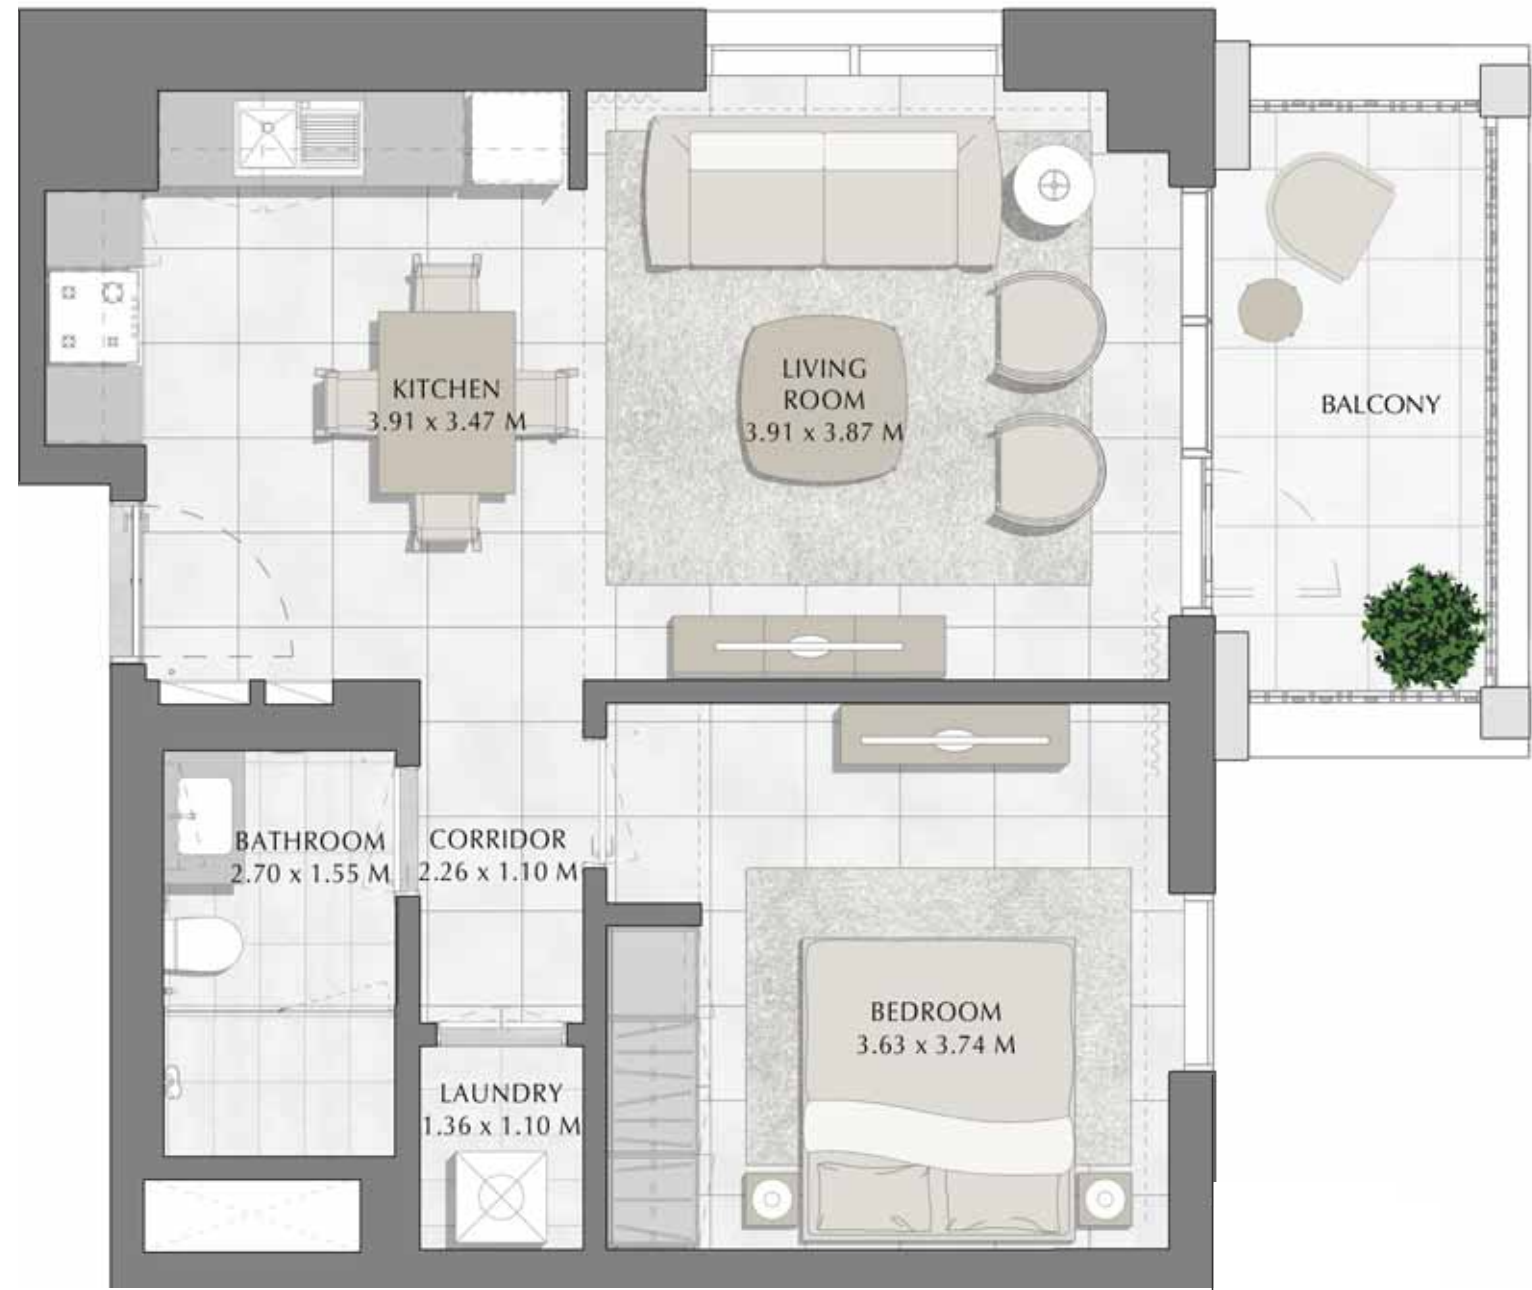 KITCHEN
3.91 x 3.47 M
LIVING
ROOM
3.91 x 3.87 M
BALCONY
BATHROOM
2.70 x 1.55 M
CORRIDOR
2.26 x 1.10 M
BEDROOM
3.63 x 3.74 M
LAUNDRY
1.36 x 1.10 M